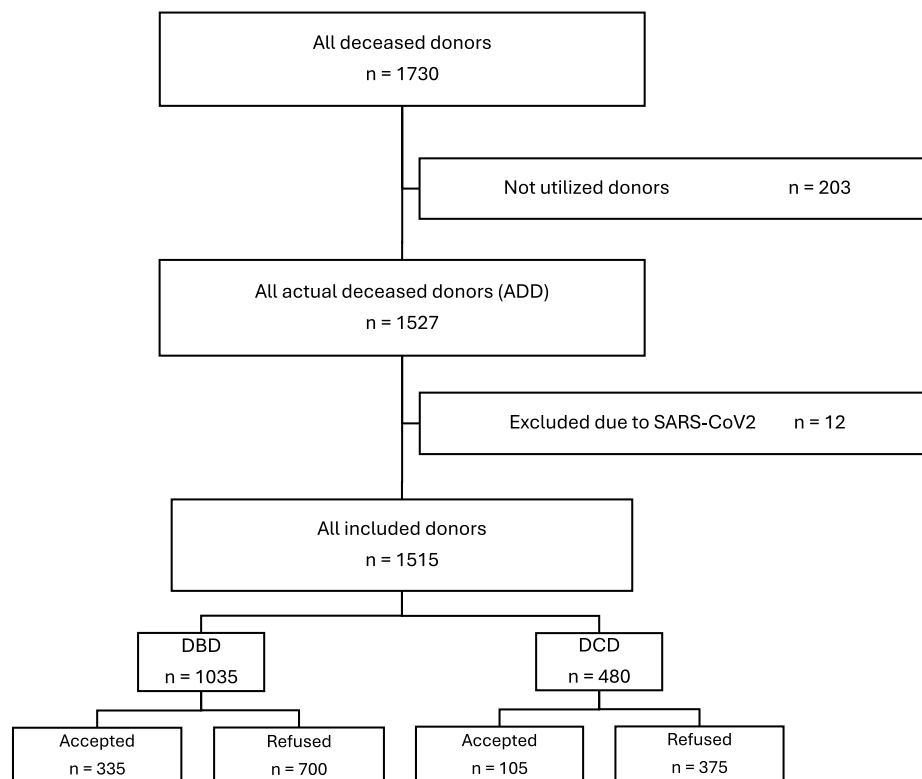 All deceased donors
n = 1730
Not utilized donors n = 203
All actual deceased donors (ADD)
n = 1527
Excluded due to SARS-CoV2 n = 12
All included donors
n = 1515
DBD
n = 1035
DCD
n = 480
Accepted
n = 335
Refused
n = 700
Accepted
n = 105
Refused
n = 375